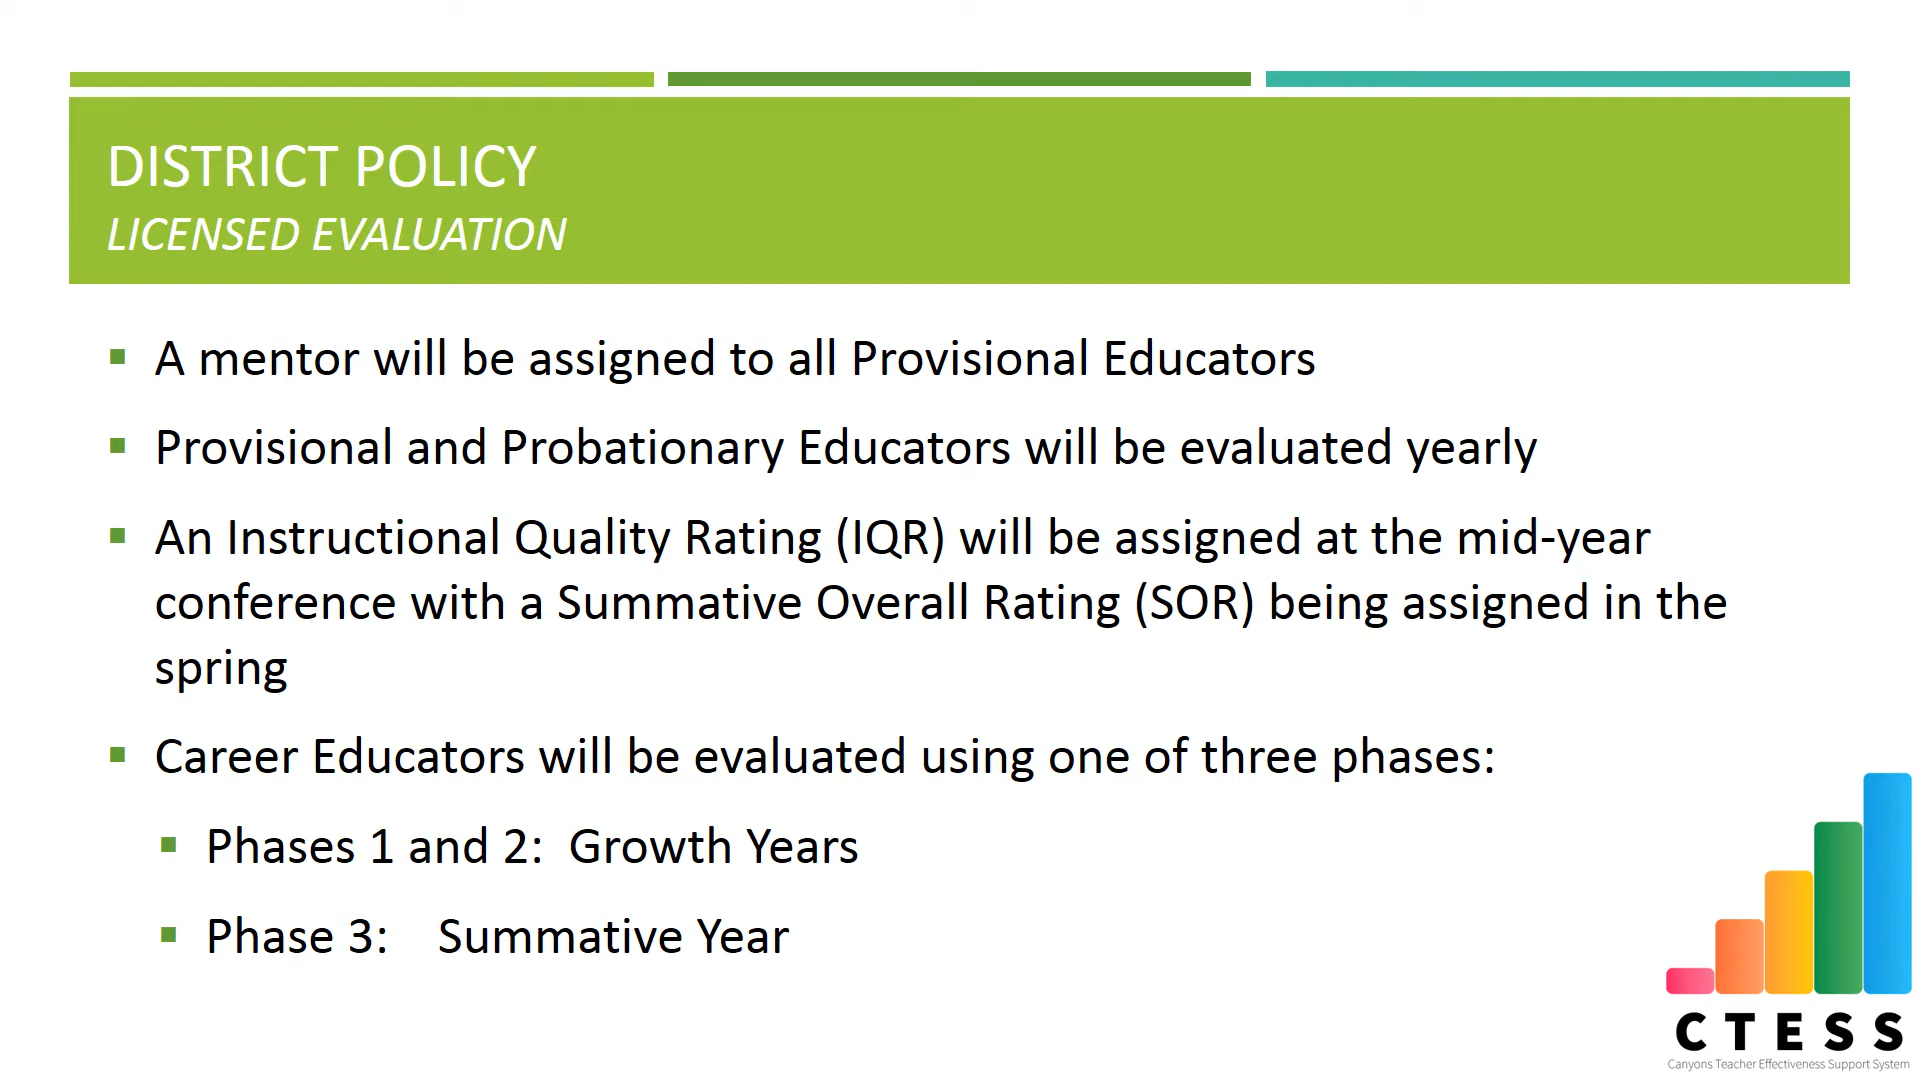 DISTRICT POLICY
LICENSED EVALUATION
A mentor will be assigned to all Provisional Educators
Provisional and Probationary Educators will be evaluated yearly
An Instructional Quality Rating (IQR) will be assigned at the mid-year
conference with a Summative Overall Rating (SOR) being assigned in the
spring
Career Educators will be evaluated using one of three phases:
Phases 1 and 2:  Growth Years
Phase 3:    Summative Year
CTESS
Canyons Teacher Effectiveness Support System